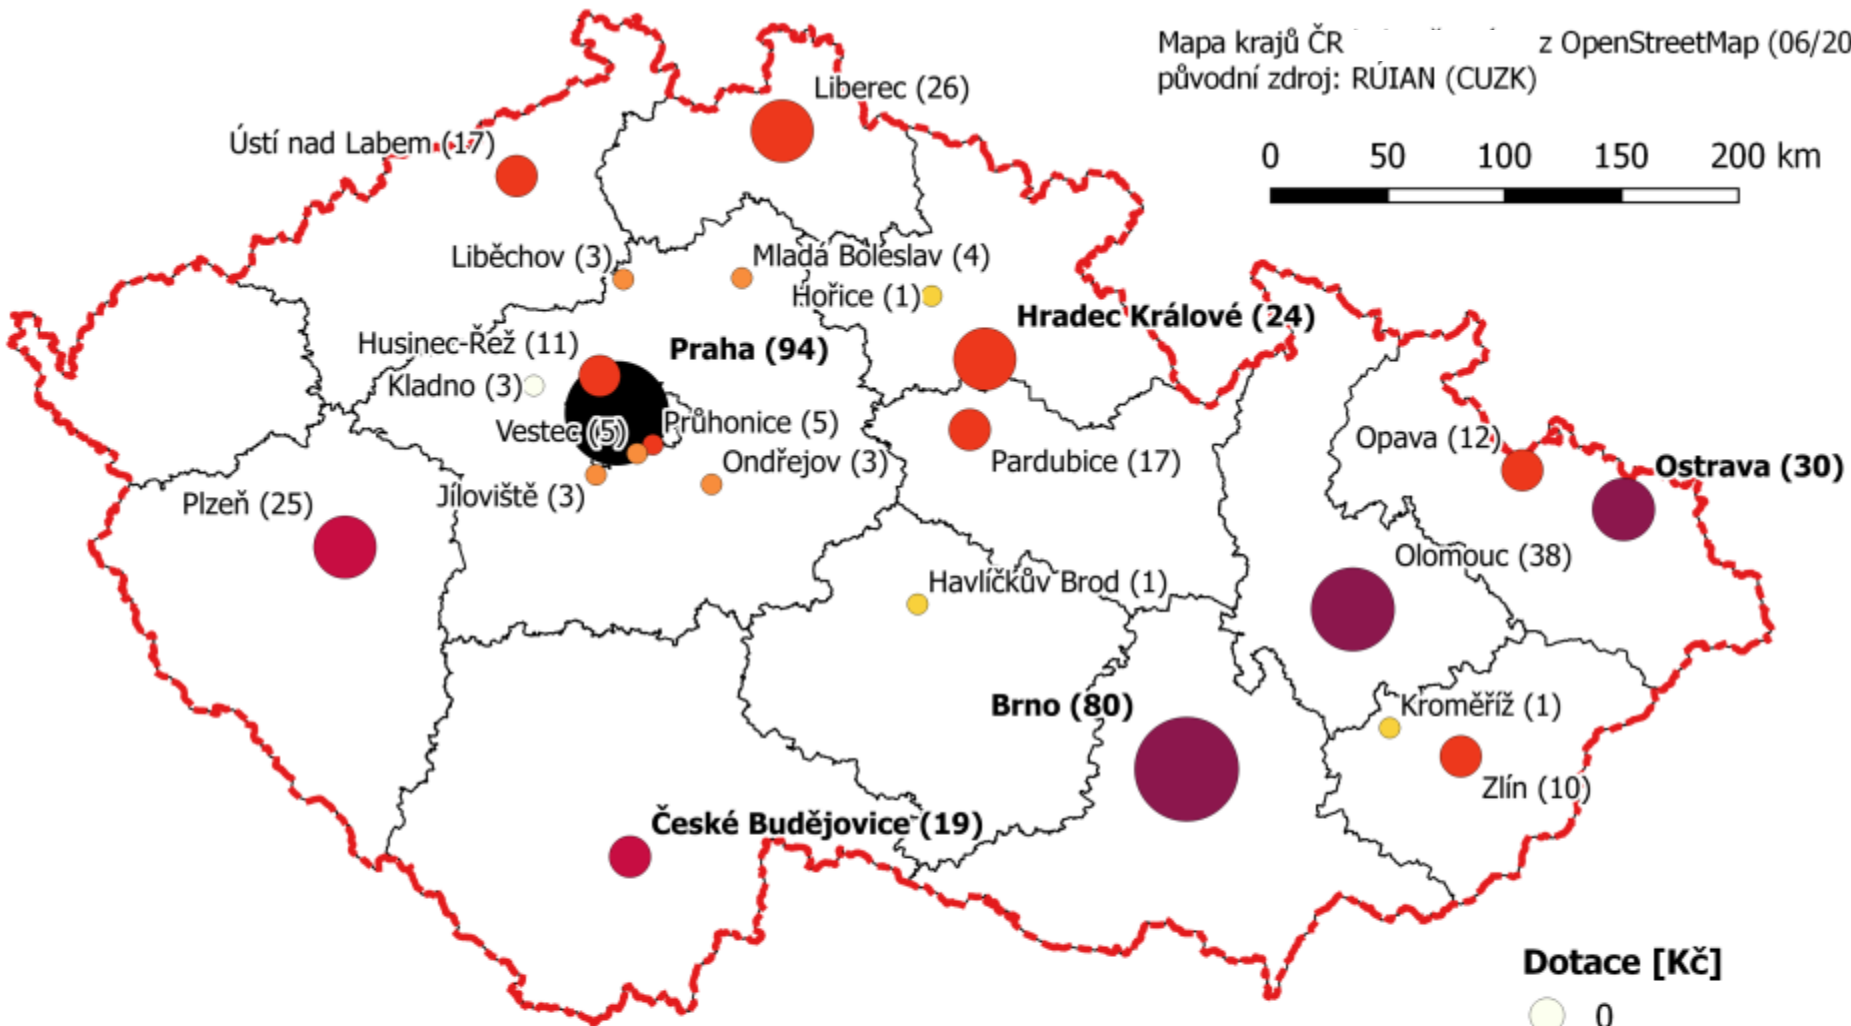 Mapa krajů ČR z OpenStreetMap (06/20
původní zdroj: RÚIAN (CUZK)
Liberec (26)
Ústí nad Labem (17)
0 50 100 150 200 km
Liběchov (3)
Mladá Boleslav (4)
Hořice (1)
Hradec Králové (24)
Husinec-Řež (11)
Praha (94)
Kladno (3)
Vestec (5)
Průhonice (5)
Opava (12)
Ondřejov (3)
Pardubice (17)
Ostrava (30)
Plzeň (25)
Jíloviště (3)
Olomouc (38)
Havlíčkův Brod (1)
Brno (80)
Kroměříž (1)
Zlín (10)
České Budějovice (19)
Dotace [Kč]
0